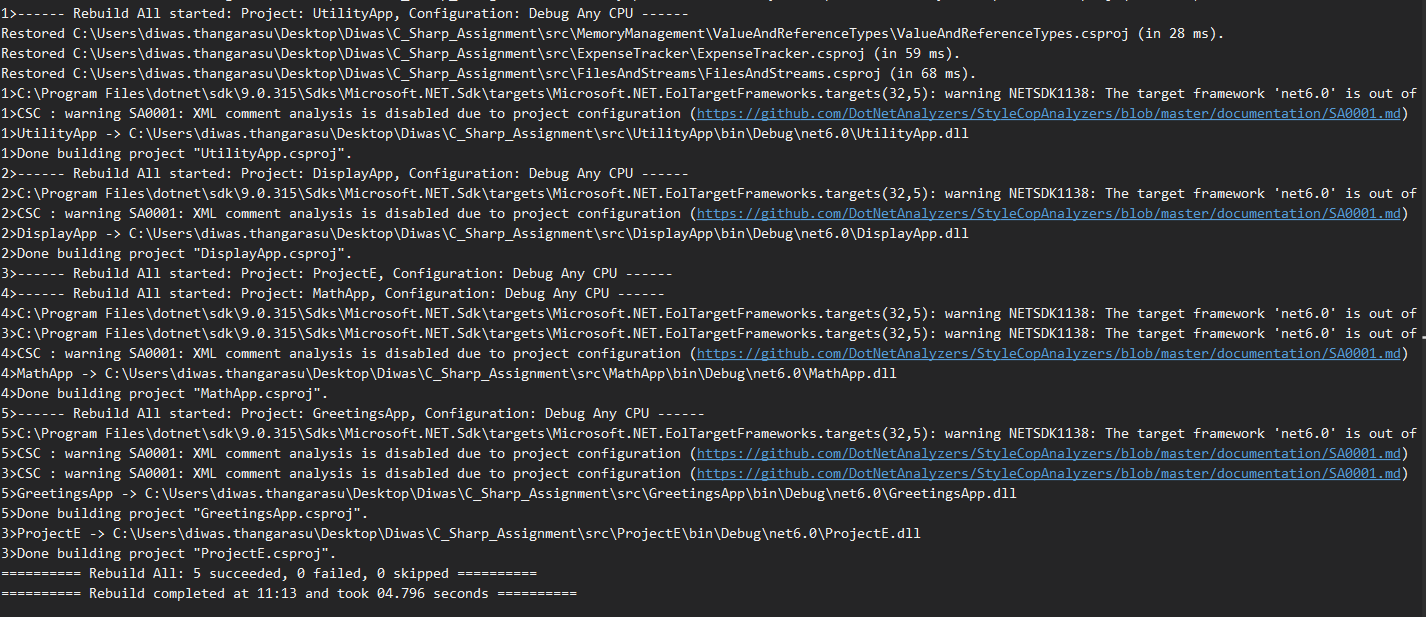 1>------ Rebuild All started: Project: UtilityApp, Configuration: Debug Any CPU ------
Restored C:\Users\diwas.thangarasu\Desktop\Diwas\C_Sharp_Assignment\src\MemoryManagement\ValueAndReferenceTypes\ValueAndReferenceTypes.csproj (in 28 ms).
Restored C:\Users\diwas.thangarasu\Desktop\Diwas\C_Sharp_Assignment\src\ExpenseTracker\ExpenseTracker.csproj (in 59 ms).
Restored C:\Users\diwas.thangarasu\Desktop\Diwas\C_Sharp_Assignment\src\FilesAndStreams\FilesAndStreams.csproj (in 68 ms).
1>C:\Program Files\dotnet\sdk\9.0.315\Sdks\Microsoft.NET.Sdk\targets\Microsoft.NET.EolTargetFrameworks.targets(32,5): warning NETSDK1138: The target framework 'net6.0' is out of
1>CSC : warning SA0001: XML comment analysis is disabled due to project configuration (https://github.com/DotNetAnalyzers/StyleCopAnalyzers/blob/master/documentation/SA0001.md)
1>UtilityApp -> C:\Users\diwas.thangarasu\Desktop\Diwas\C_Sharp_Assignment\src\UtilityApp\bin\Debug\net6.0\UtilityApp.dll
1>Done building project "UtilityApp.csproj".
2>------ Rebuild All started: Project: DisplayApp, Configuration: Debug Any CPU ------
2>C:\Program Files\dotnet\sdk\9.0.315\Sdks\Microsoft.NET.Sdk\targets\Microsoft.NET.EolTargetFrameworks.targets(32,5): warning NETSDK1138: The target framework 'net6.0' is out of
2>CSC : warning SA0001: XML comment analysis is disabled due to project configuration (https://github.com/DotNetAnalyzers/StyleCopAnalyzers/blob/master/documentation/SA0001.md)
2>DisplayApp -> C:\Users\diwas.thangarasu\Desktop\Diwas\C_Sharp_Assignment\src\DisplayApp\bin\Debug\net6.0\DisplayApp.dll
2>Done building project "DisplayApp.csproj".
3>------ Rebuild All started: Project: ProjectE, Configuration: Debug Any CPU ------
4>------ Rebuild All started: Project: MathApp, Configuration: Debug Any CPU ------
4>C:\Program Files\dotnet\sdk\9.0.315\Sdks\Microsoft.NET.Sdk\targets\Microsoft.NET.EolTargetFrameworks.targets(32,5): warning NETSDK1138: The target framework 'net6.0' is out of
3>C:\Program Files\dotnet\sdk\9.0.315\Sdks\Microsoft.NET.Sdk\targets\Microsoft.NET.EolTargetFrameworks.targets(32,5): warning NETSDK1138: The target framework 'net6.0' is out of
4>CSC : warning SA0001: XML comment analysis is disabled due to project configuration (https://github.com/DotNetAnalyzers/StyleCopAnalyzers/blob/master/documentation/SA0001.md)
4>MathApp -> C:\Users\diwas.thangarasu\Desktop\Diwas\C_Sharp_Assignment\src\MathApp\bin\Debug\net6.0\MathApp.dll
4>Done building project "MathApp.csproj".
5>------ Rebuild All started: Project: GreetingsApp, Configuration: Debug Any CPU ------
5>C:\Program Files\dotnet\sdk\9.0.315\Sdks\Microsoft.NET.Sdk\targets\Microsoft.NET.EolTargetFrameworks.targets(32,5): warning NETSDK1138: The target framework 'net6.0' is out of
5>CSC : warning SA0001: XML comment analysis is disabled due to project configuration (https://github.com/DotNetAnalyzers/StyleCopAnalyzers/blob/master/documentation/SA0001.md)
3>CSC : warning SA0001: XML comment analysis is disabled due to project configuration (https://github.com/DotNetAnalyzers/StyleCopAnalyzers/blob/master/documentation/SA0001.md)
5>GreetingsApp -> C:\Users\diwas.thangarasu\Desktop\Diwas\C_Sharp_Assignment\src\GreetingsApp\bin\Debug\net6.0\GreetingsApp.dll
5>Done building project "GreetingsApp.csproj".
3>ProjectE -> C:\Users\diwas.thangarasu\Desktop\Diwas\C_Sharp_Assignment\src\ProjectE\bin\Debug\net6.0\ProjectE.dll
3>Done building project "ProjectE.csproj".
========== Rebuild All: 5 succeeded, 0 failed, 0 skipped ==========
========== Rebuild completed at 11:13 and took 04.796 seconds ==========